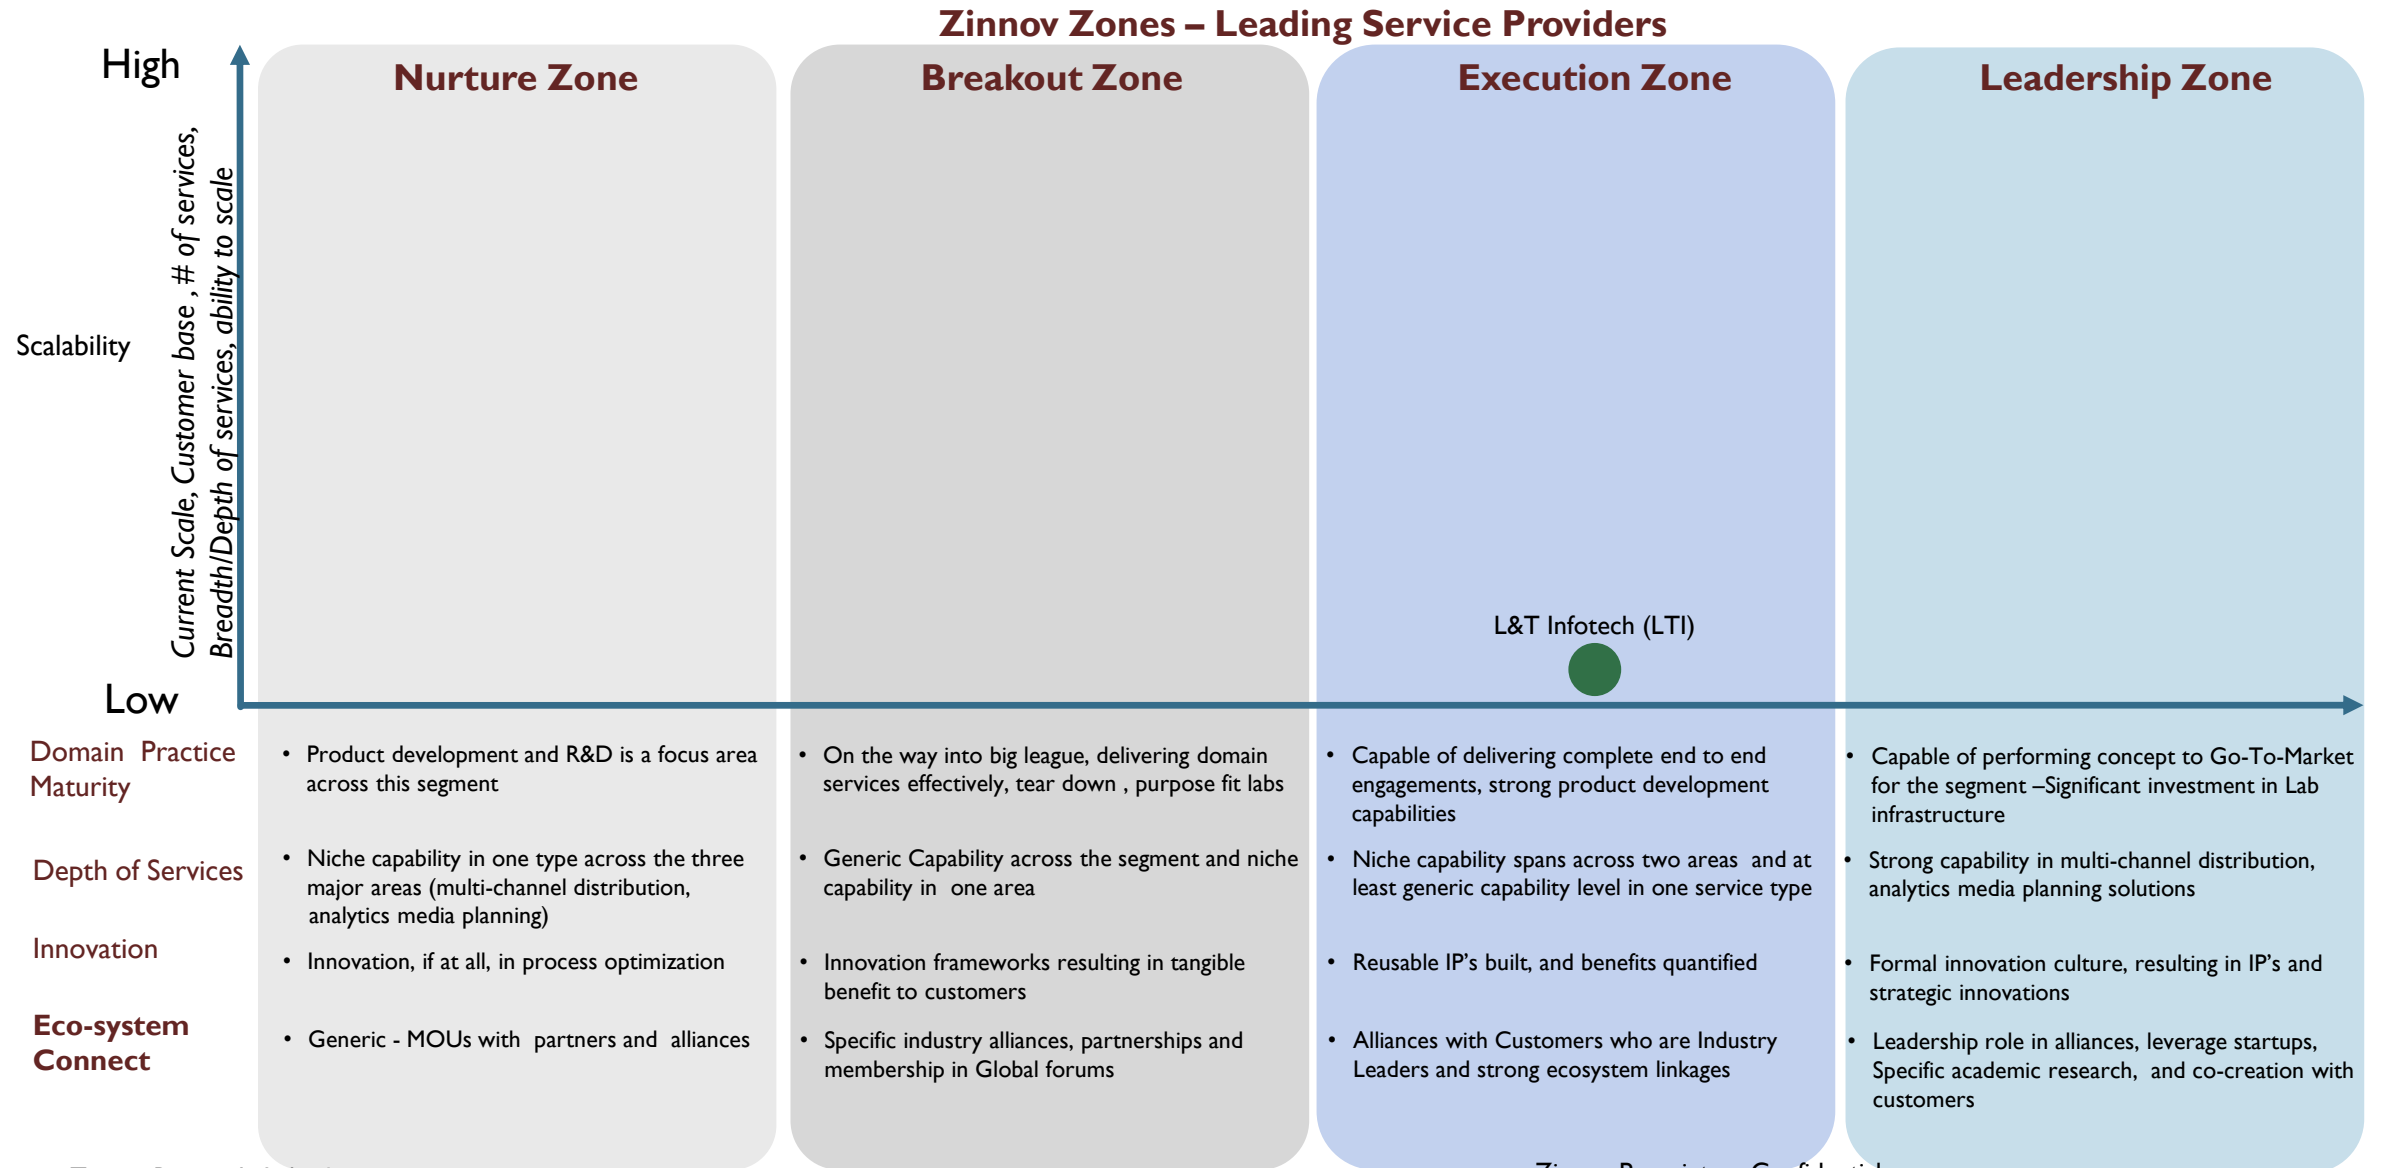 Zinnov Zones – Leading Service Providers
High
Nurture Zone
Breakout Zone
Execution Zone
Leadership Zone
Scalability
Current Scale, Customer base , # of services,
Breadth/Depth of services, ability to scale
L&T Infotech (LTI)
Low
Domain Practice
Maturity
• Product development and R&D is a focus area
across this segment
• On the way into big league, delivering domain
services effectively, tear down , purpose fit labs
• Capable of delivering complete end to end
engagements, strong product development
capabilities
• Capable of performing concept to Go-To-Market
for the segment –Significant investment in Lab
infrastructure
Depth of Services
• Niche capability in one type across the three
major areas (multi-channel distribution,
analytics media planning)
• Generic Capability across the segment and niche
capability in one area
• Niche capability spans across two areas and at
least generic capability level in one service type
• Strong capability in multi-channel distribution,
analytics media planning solutions
Innovation
• Innovation, if at all, in process optimization
• Innovation frameworks resulting in tangible
benefit to customers
• Reusable IP’s built, and benefits quantified
• Formal innovation culture, resulting in IP’s and
strategic innovations
Eco-system
Connect
• Generic - MOUs with partners and alliances
• Specific industry alliances, partnerships and
membership in Global forums
• Alliances with Customers who are Industry
Leaders and strong ecosystem linkages
• Leadership role in alliances, leverage startups,
Specific academic research, and co-creation with
customers